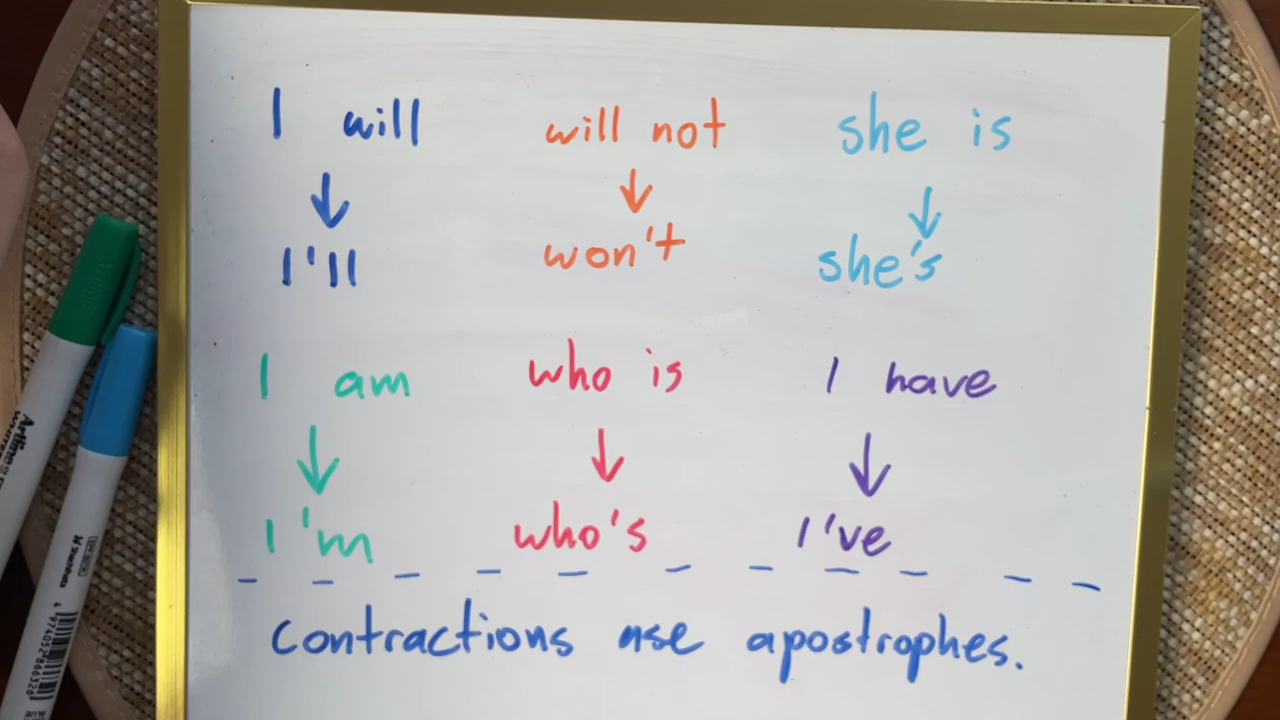 I will will not she is
↓ ↓ ↓
I'll won't she's
I am who is I have
↓ ↓ ↓
I'm who's I've
contractions use apostrophes.
Artline